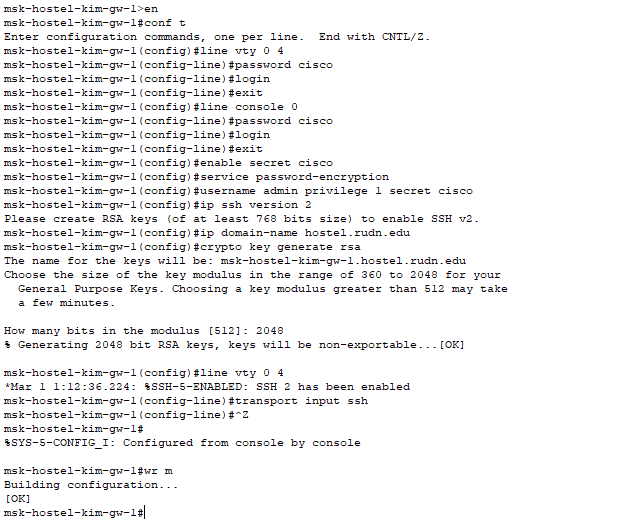 msk-hostel-kim-gw-1>en
msk-hostel-kim-gw-1#conf t
Enter configuration commands, one per line.  End with CNTL/Z.
msk-hostel-kim-gw-1(config)#line vty 0 4
msk-hostel-kim-gw-1(config-line)#password cisco
msk-hostel-kim-gw-1(config-line)#login
msk-hostel-kim-gw-1(config-line)#exit
msk-hostel-kim-gw-1(config)#line console 0
msk-hostel-kim-gw-1(config-line)#password cisco
msk-hostel-kim-gw-1(config-line)#login
msk-hostel-kim-gw-1(config-line)#exit
msk-hostel-kim-gw-1(config)#enable secret cisco
msk-hostel-kim-gw-1(config)#service password-encryption
msk-hostel-kim-gw-1(config)#username admin privilege 1 secret cisco
msk-hostel-kim-gw-1(config)#ip ssh version 2
Please create RSA keys (of at least 768 bits size) to enable SSH v2.
msk-hostel-kim-gw-1(config)#ip domain-name hostel.rudn.edu
msk-hostel-kim-gw-1(config)#crypto key generate rsa
The name for the keys will be: msk-hostel-kim-gw-1.hostel.rudn.edu
Choose the size of the key modulus in the range of 360 to 2048 for your
  General Purpose Keys. Choosing a key modulus greater than 512 may take
  a few minutes.

How many bits in the modulus [512]: 2048
% Generating 2048 bit RSA keys, keys will be non-exportable...[OK]

msk-hostel-kim-gw-1(config)#line vty 0 4
*Mar 1 1:12:36.224: %SSH-5-ENABLED: SSH 2 has been enabled
msk-hostel-kim-gw-1(config-line)#transport input ssh
msk-hostel-kim-gw-1(config-line)#^Z
msk-hostel-kim-gw-1#
%SYS-5-CONFIG_I: Configured from console by console

msk-hostel-kim-gw-1#wr m
Building configuration...
[OK]
msk-hostel-kim-gw-1#